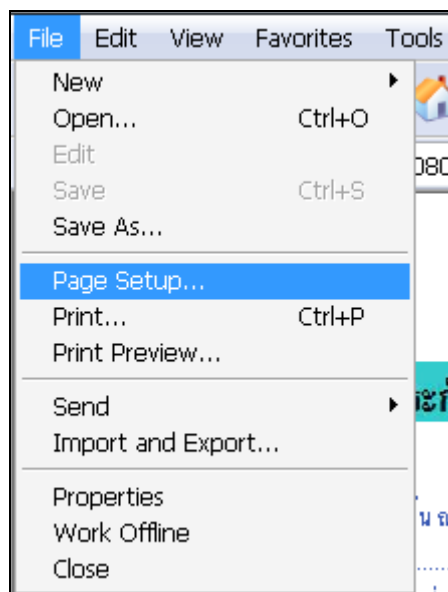 File Edit View Favorites Tools
New
Open... Ctrl+O
Edit
Save Ctrl+S
Save As...
Page Setup...
Print... Ctrl+P
Print Preview...
Send
Import and Export...
Properties
Work Offline
Close